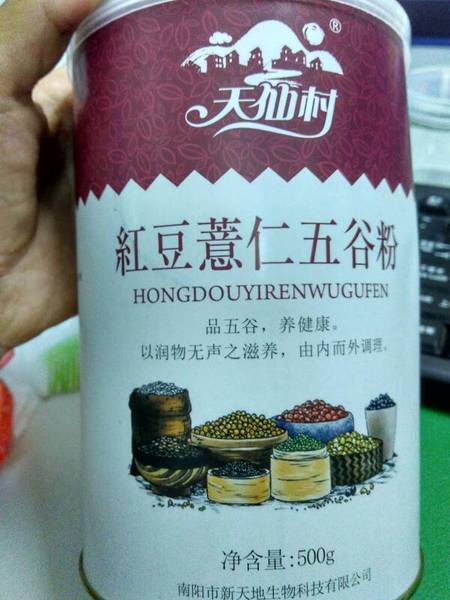 ®
天仙村
紅豆薏仁五谷粉
HONGDOUYIRENWUGUFEN
品五谷，养健康。
以润物无声之滋养，由内而外调理。
净含量:500g
南阳市新天地生物科技有限公司